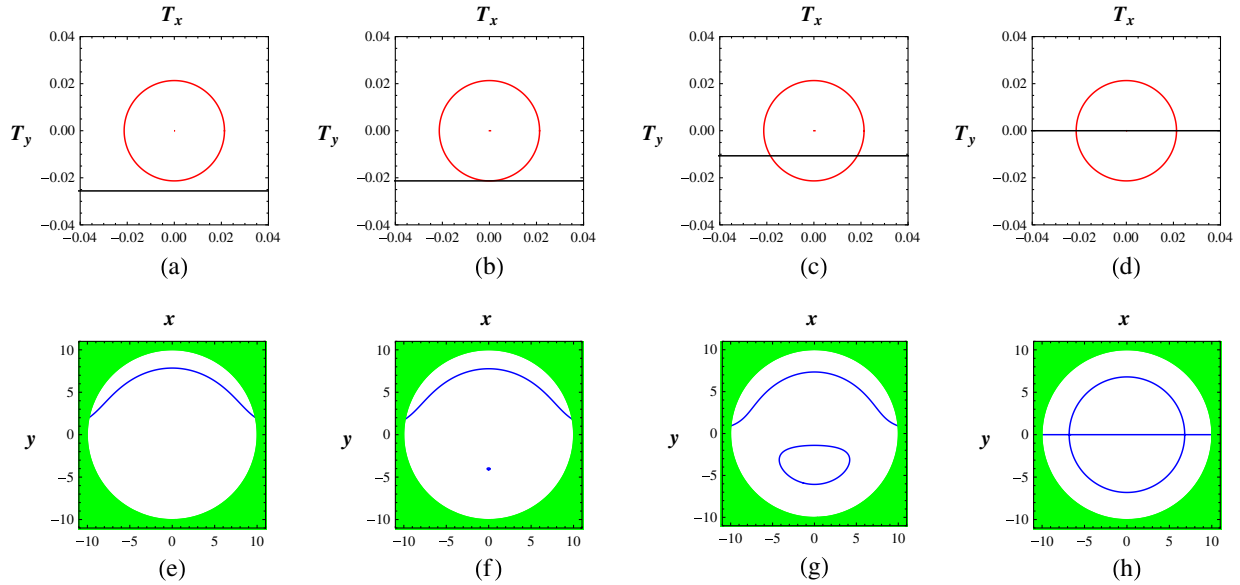 T_x T_x T_x T_x
0.04 0.04 0.04 0.04
0.02 0.02 0.02 0.02
T_y 0.00 T_y 0.00 T_y 0.00 T_y 0.00
−0.02 −0.02 −0.02 −0.02
−0.04 −0.04 −0.04 −0.04
−0.04 −0.02 0.00 0.02 0.04 −0.04 −0.02 0.00 0.02 0.04 −0.04 −0.02 0.00 0.02 0.04 −0.04 −0.02 0.00 0.02 0.04
(a) (b) (c) (d)
x x x x
10 10 10 10
5 5 5 5
y 0 y 0 y 0 y 0
−5 −5 −5 −5
−10 −10 −10 −10
−10 −5 0 5 10 −10 −5 0 5 10 −10 −5 0 5 10 −10 −5 0 5 10
(e) (f) (g) (h)